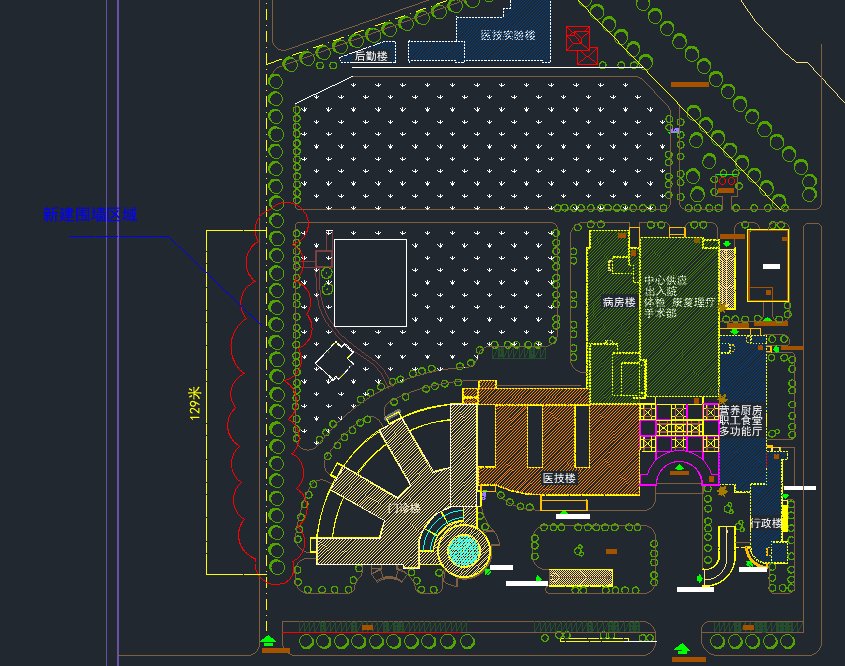 医技实验楼
后勤楼
新建围墙区域
中心供应
出入院
病房楼
体检 康复理疗
手术部
129米
营养厨房
职工食堂
多功能厅
医技楼
门诊楼
行政楼